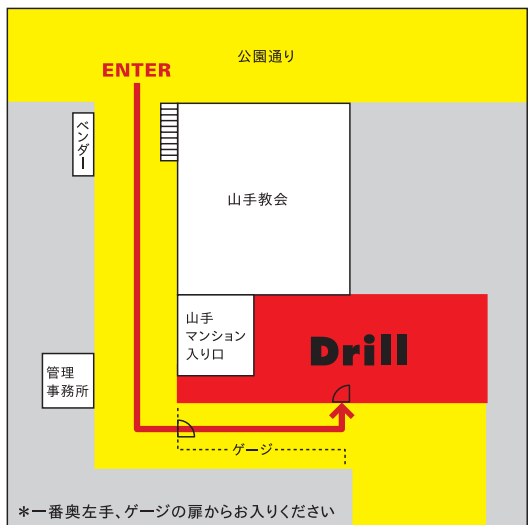 公園通り
ENTER
ベンダー
山手教会
山手
マンション
入り口
Drill
管理
事務所
ゲージ
＊一番奥左手、ゲージの扉からお入りください